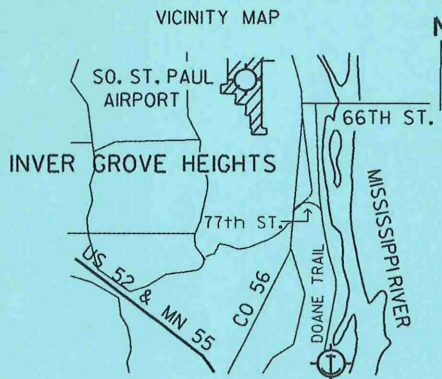 VICINITY MAP
N
SO. ST. PAUL
AIRPORT
66TH ST.
INVER GROVE HEIGHTS
77th ST.
MISSISSIPPI RIVER
US 52 & MN 55
CO 56
DOANE TRAIL